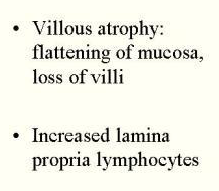 • Villous atrophy:
flattening of mucosa,
loss of villi
• Increased lamina
propria lymphocytes